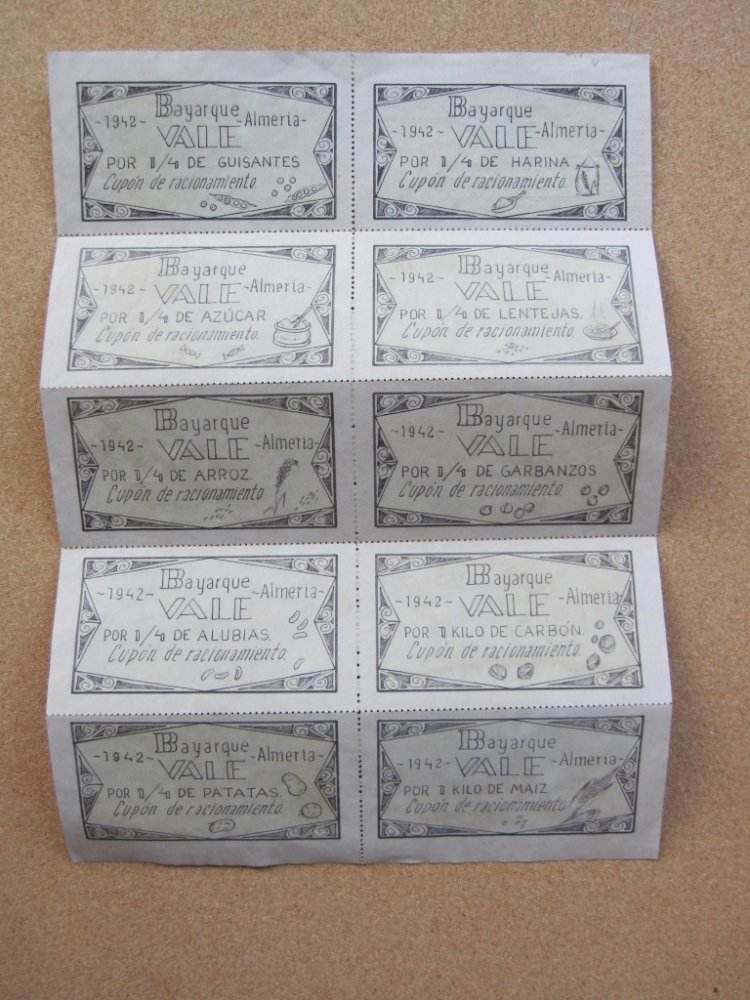 Bayarque
~1942~ VALE ~Almeria~
POR 1/4 DE GUISANTES
Cupón de racionamiento.
Bayarque
~1942~ VALE ~Almeria~
POR 1/4 DE HARINA
Cupón de racionamiento.
Bayarque
~1942~ VALE ~Almeria~
POR 1/4 DE AZÚCAR
Cupón de racionamiento.
Bayarque
~1942~ VALE ~Almeria~
POR 1/4 DE LENTEJAS.
Cupón de racionamiento.
Bayarque
~1942~ VALE ~Almeria~
POR 1/4 DE ARROZ.
Cupón de racionamiento
Bayarque
~1942~ VALE ~Almeria~
POR 1/4 DE GARBANZOS
Cupón de racionamiento.
Bayarque
~1942~ VALE ~Almeria~
POR 1/4 DE ALUBIAS.
Cupón de racionamiento.
Bayarque
~1942~ VALE ~Almeria~
POR 1 KILO DE CARBÓN.
Cupón de racionamiento.
Bayarque
~1942~ VALE ~Almeria~
POR 1/4 DE PATATAS.
Cupón de racionamiento.
Bayarque
~1942~ VALE ~Almeria~
POR 1 KILO DE MAIZ
Cupón de racionamiento